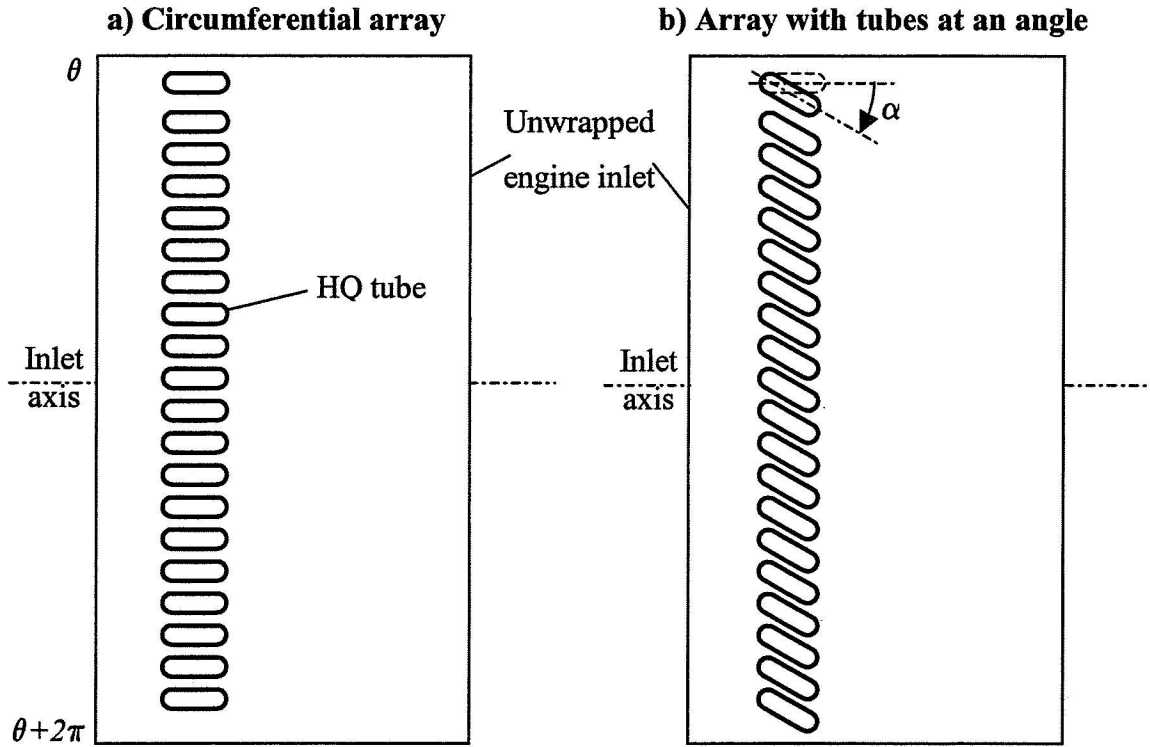 a) Circumferential array
b) Array with tubes at an angle
θ
α
Unwrapped
engine inlet
HQ tube
Inlet
axis
Inlet
axis
θ+2π